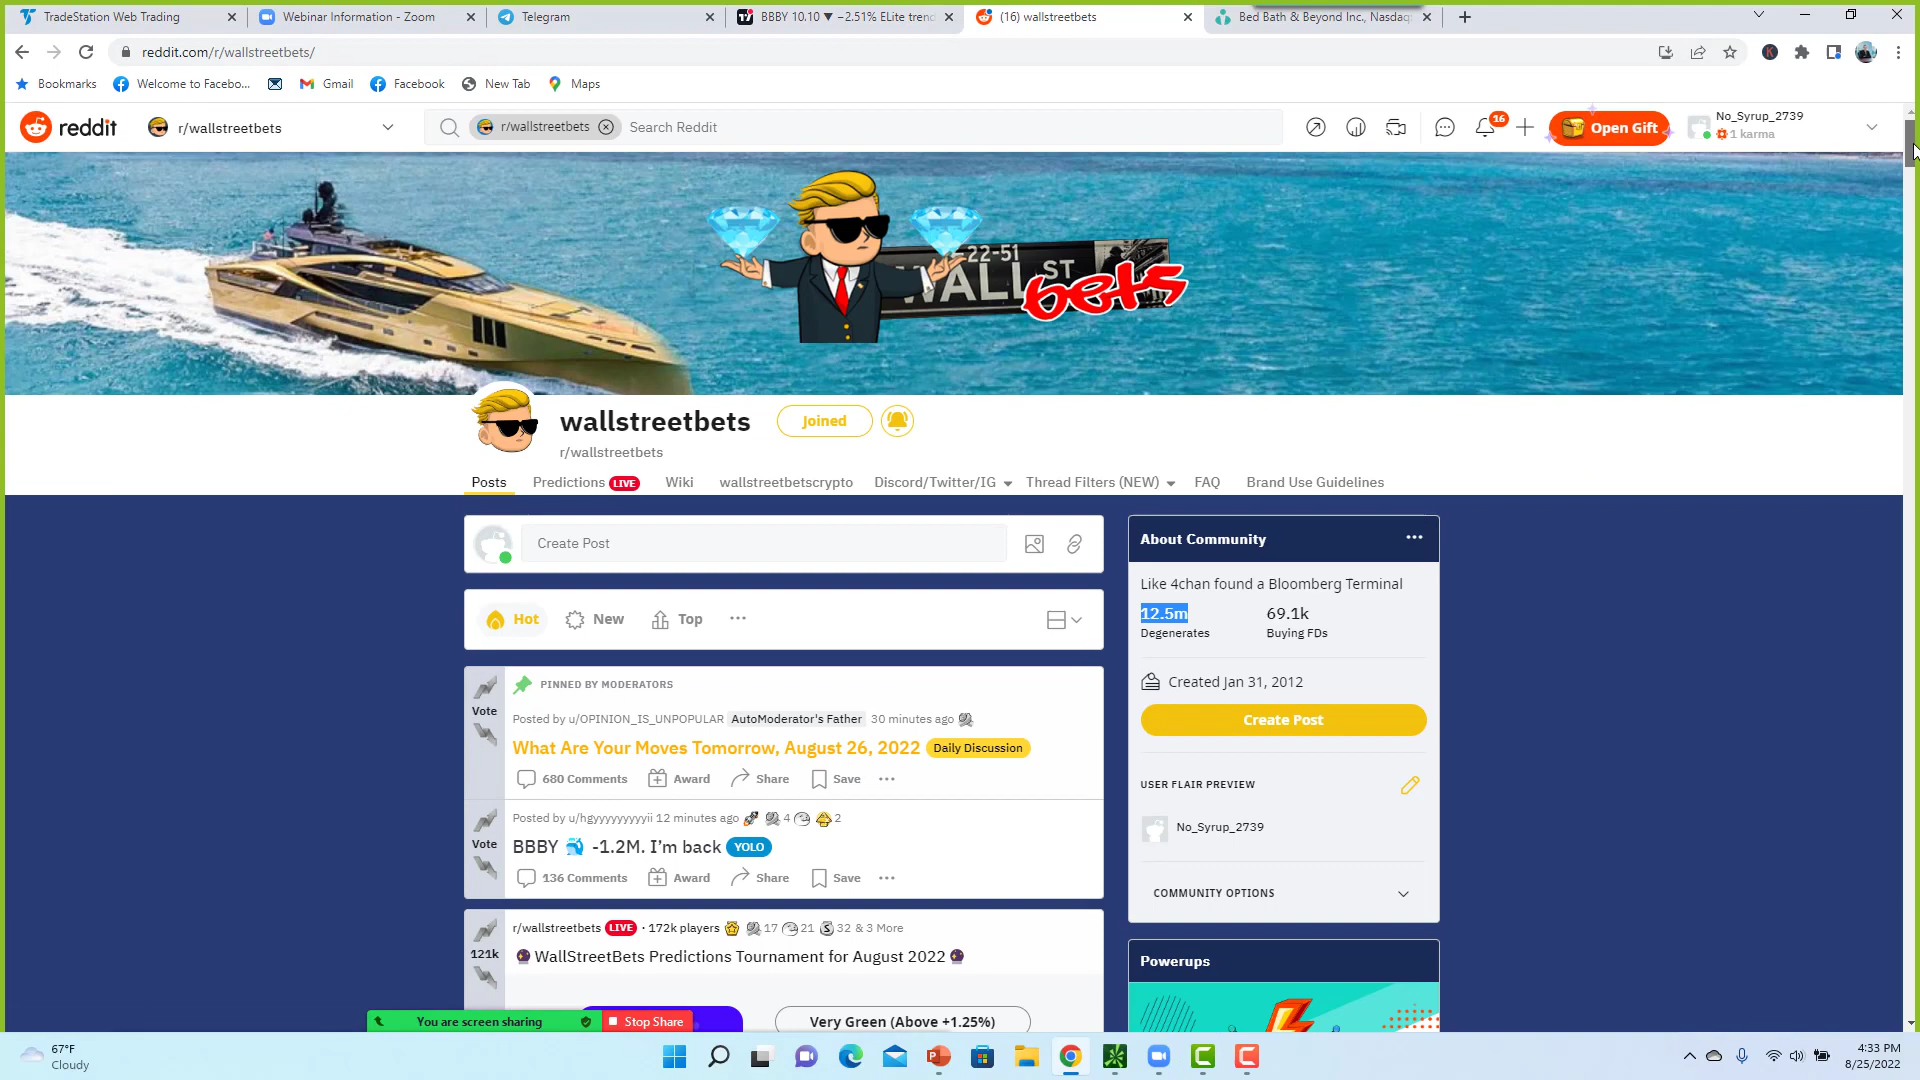 TradeStation Web Trading
Webinar Information - Zoom
Telegram
BBBY 10.10 ▼ −2.51% ELite trend
(16) wallstreetbets
Bed Bath & Beyond Inc., Nasdaq
reddit.com/r/wallstreetbets/
Bookmarks
Welcome to Facebo...
Gmail
Facebook
New Tab
Maps
reddit
r/wallstreetbets
r/wallstreetbets
Search Reddit
16
Open Gift
No_Syrup_2739
1 karma
22-51
WALL ST
bets
wallstreetbets
Joined
r/wallstreetbets
Posts
Predictions LIVE
Wiki
wallstreetbetscrypto
Discord/Twitter/IG
Thread Filters (NEW)
FAQ
Brand Use Guidelines
Create Post
Hot
New
Top
...
Vote
PINNED BY MODERATORS
Posted by u/OPINION_IS_UNPOPULAR AutoModerator's Father 30 minutes ago
What Are Your Moves Tomorrow, August 26, 2022 Daily Discussion
680 Comments Award Share Save ...
Posted by u/hgyyyyyyyyyii 12 minutes ago 4 2
Vote
BBBY -1.2M. I’m back YOLO
136 Comments Award Share Save ...
r/wallstreetbets LIVE · 172k players 17 21 32 & 3 More
121k
WallStreetBets Predictions Tournament for August 2022
Very Green (Above +1.25%)
About Community
...
Like 4chan found a Bloomberg Terminal
12.5m
Degenerates
69.1k
Buying FDs
Created Jan 31, 2012
Create Post
USER FLAIR PREVIEW
No_Syrup_2739
COMMUNITY OPTIONS
Powerups
You are screen sharing
Stop Share
67°F
Cloudy
4:33 PM
8/25/2022